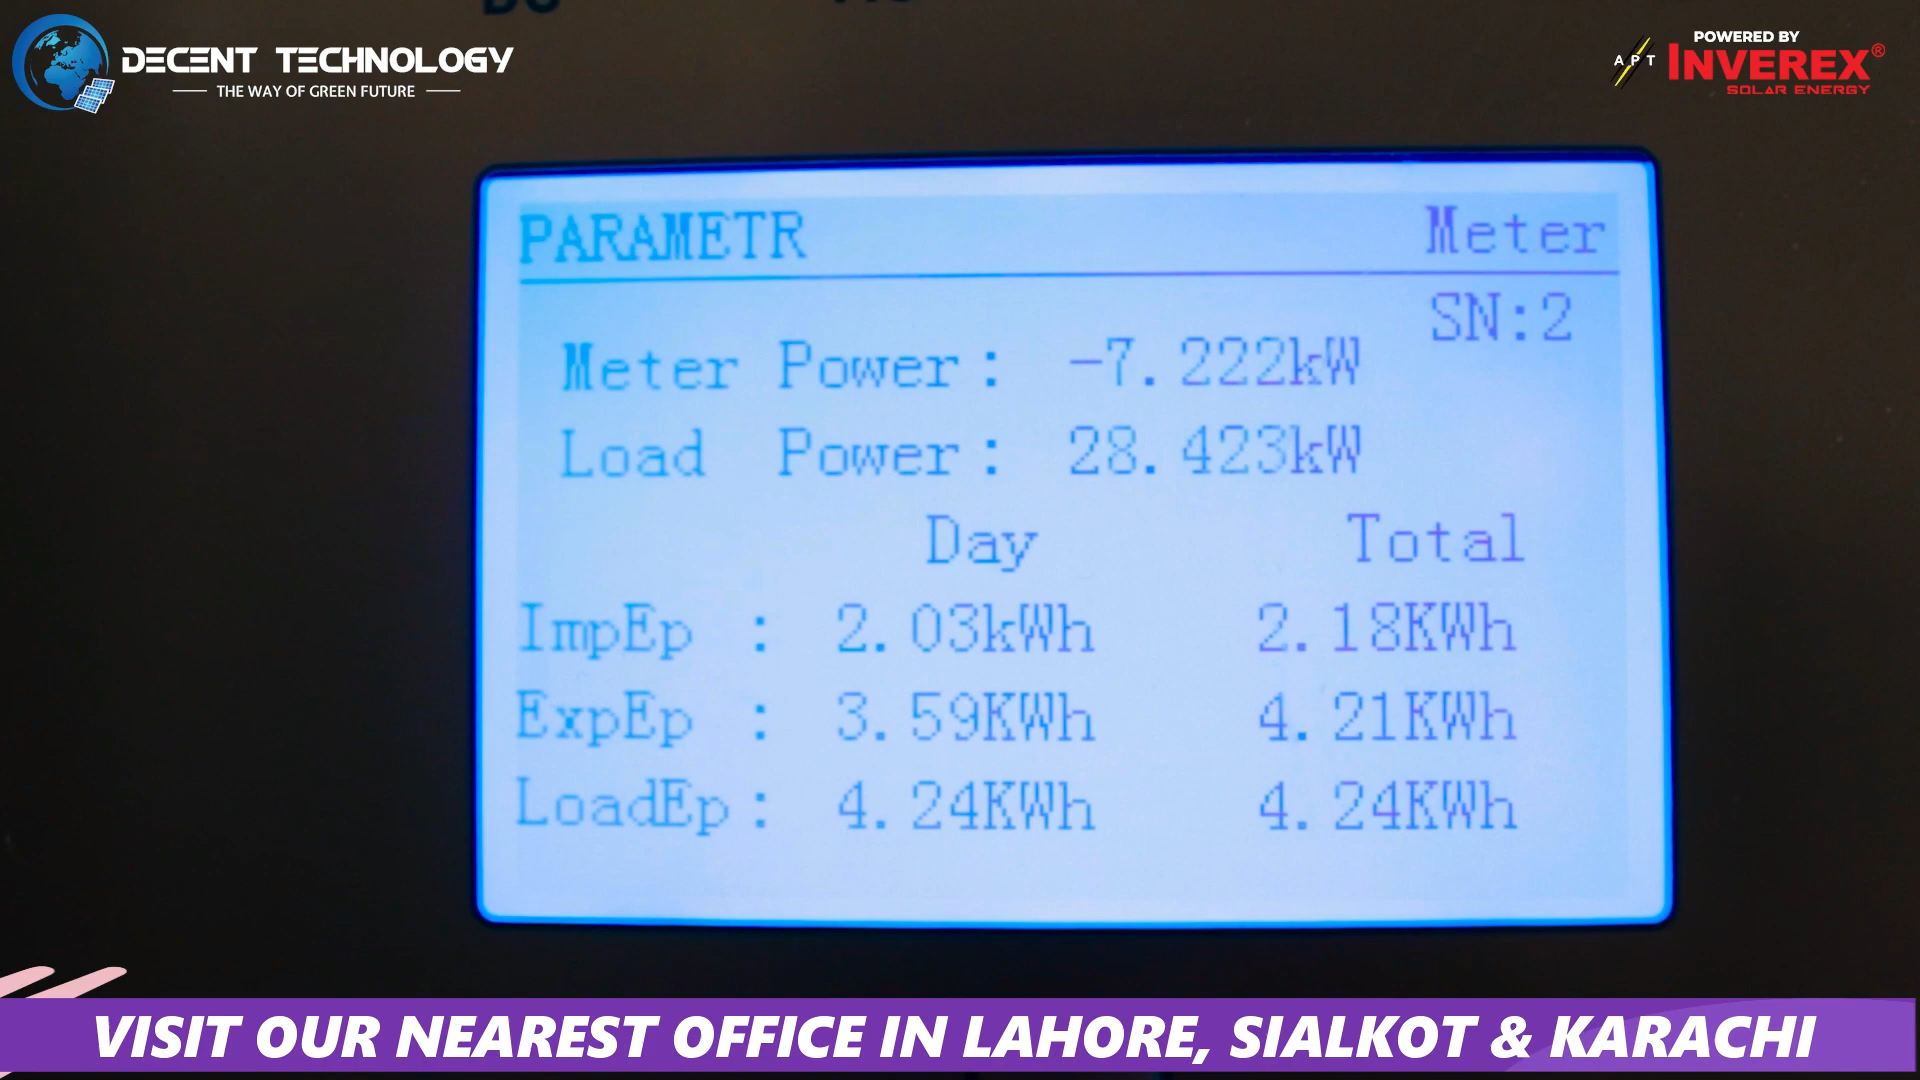 DECENT TECHNOLOGY
THE WAY OF GREEN FUTURE
POWERED BY
APT INVEREX®
SOLAR ENERGY
PARAMETR Meter
SN:2
Meter Power: -7.222kW
Load Power: 28.423kW
Day Total
ImpEp : 2.03kWh 2.18KWh
ExpEp : 3.59KWh 4.21KWh
LoadEp: 4.24KWh 4.24KWh
VISIT OUR NEAREST OFFICE IN LAHORE, SIALKOT & KARACHI